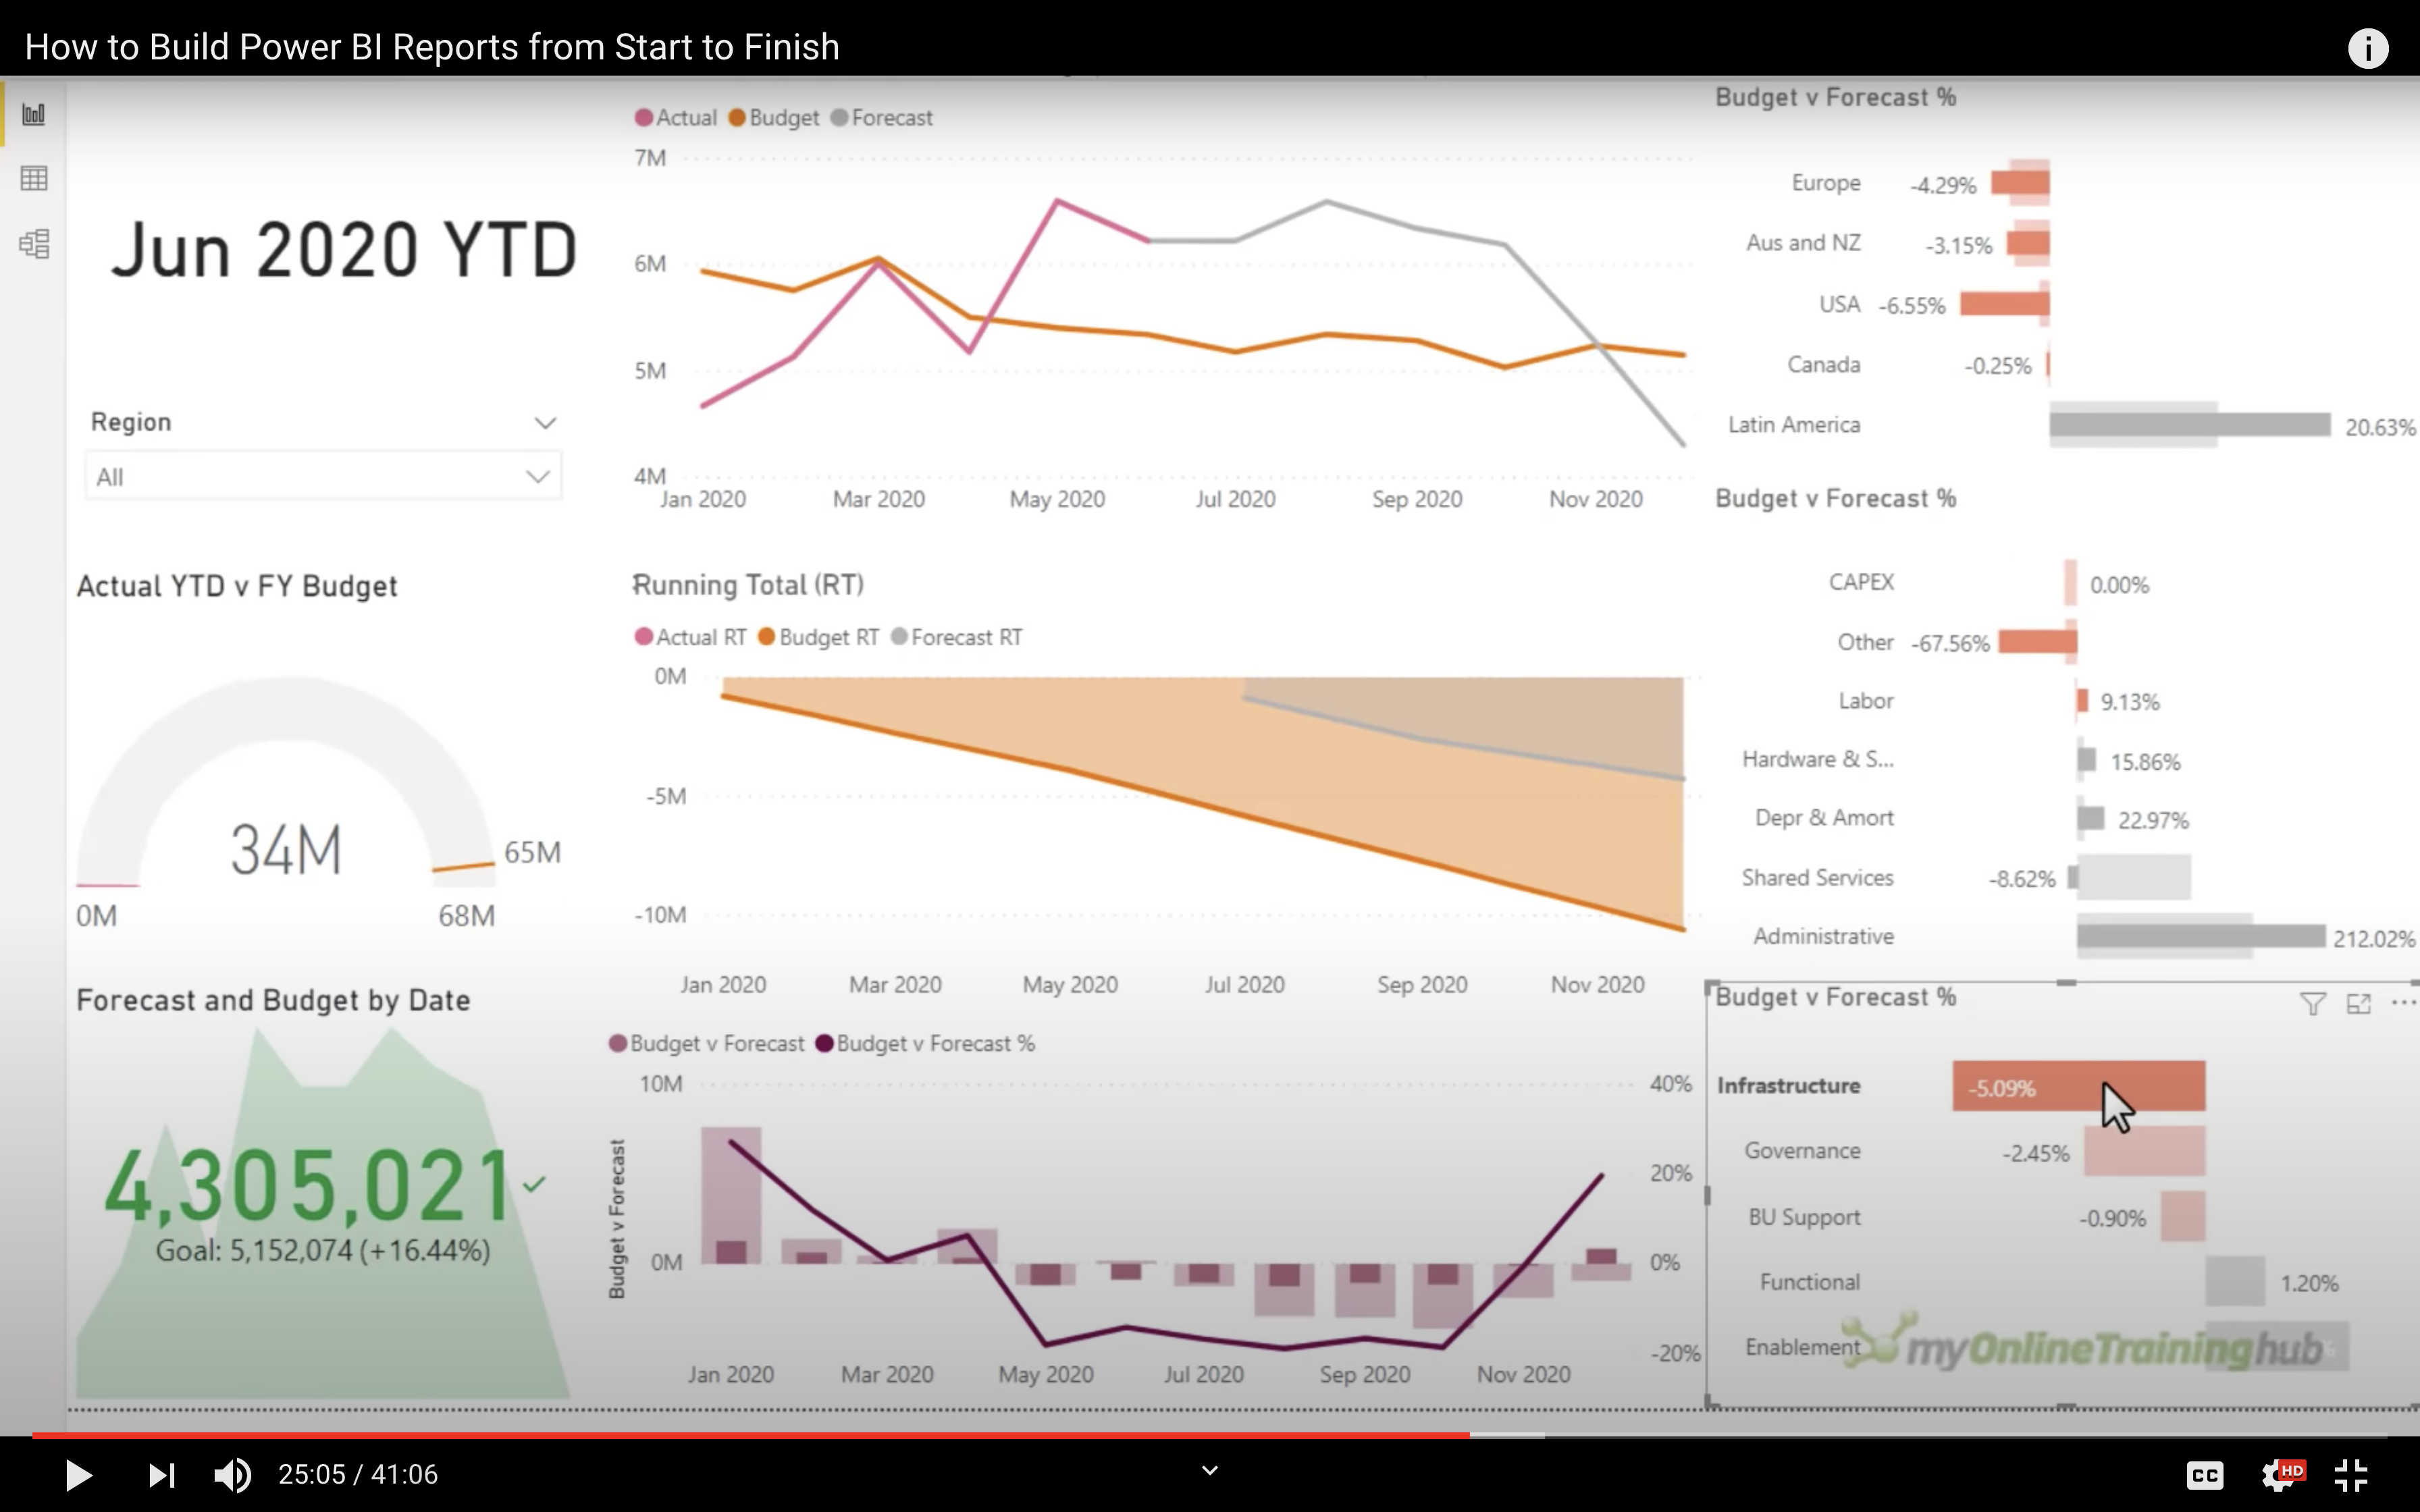 How to Build Power BI Reports from Start to Finish
i
Jun 2020 YTD
Region
All
Actual YTD v FY Budget
34M
65M
0M
68M
Forecast and Budget by Date
4,305,021
Goal: 5,152,074 (+16.44%)
Actual Budget Forecast
7M
6M
5M
4M
Jan 2020 Mar 2020 May 2020 Jul 2020 Sep 2020 Nov 2020
Running Total (RT)
Actual RT Budget RT Forecast RT
0M
-5M
-10M
Jan 2020 Mar 2020 May 2020 Jul 2020 Sep 2020 Nov 2020
Budget v Forecast Budget v Forecast %
Budget v Forecast
10M 40%
20%
0M 0%
-20%
Jan 2020 Mar 2020 May 2020 Jul 2020 Sep 2020 Nov 2020
Budget v Forecast %
Europe -4.29%
Aus and NZ -3.15%
USA -6.55%
Canada -0.25%
Latin America 20.63%
Budget v Forecast %
CAPEX 0.00%
Other -67.56%
Labor 9.13%
Hardware & S... 15.86%
Depr & Amort 22.97%
Shared Services -8.62%
Administrative 212.02%
Budget v Forecast %
Infrastructure -5.09%
Governance -2.45%
BU Support -0.90%
Functional 1.20%
Enablement
myOnlineTraininghub
25:05 / 41:06
CC
HD